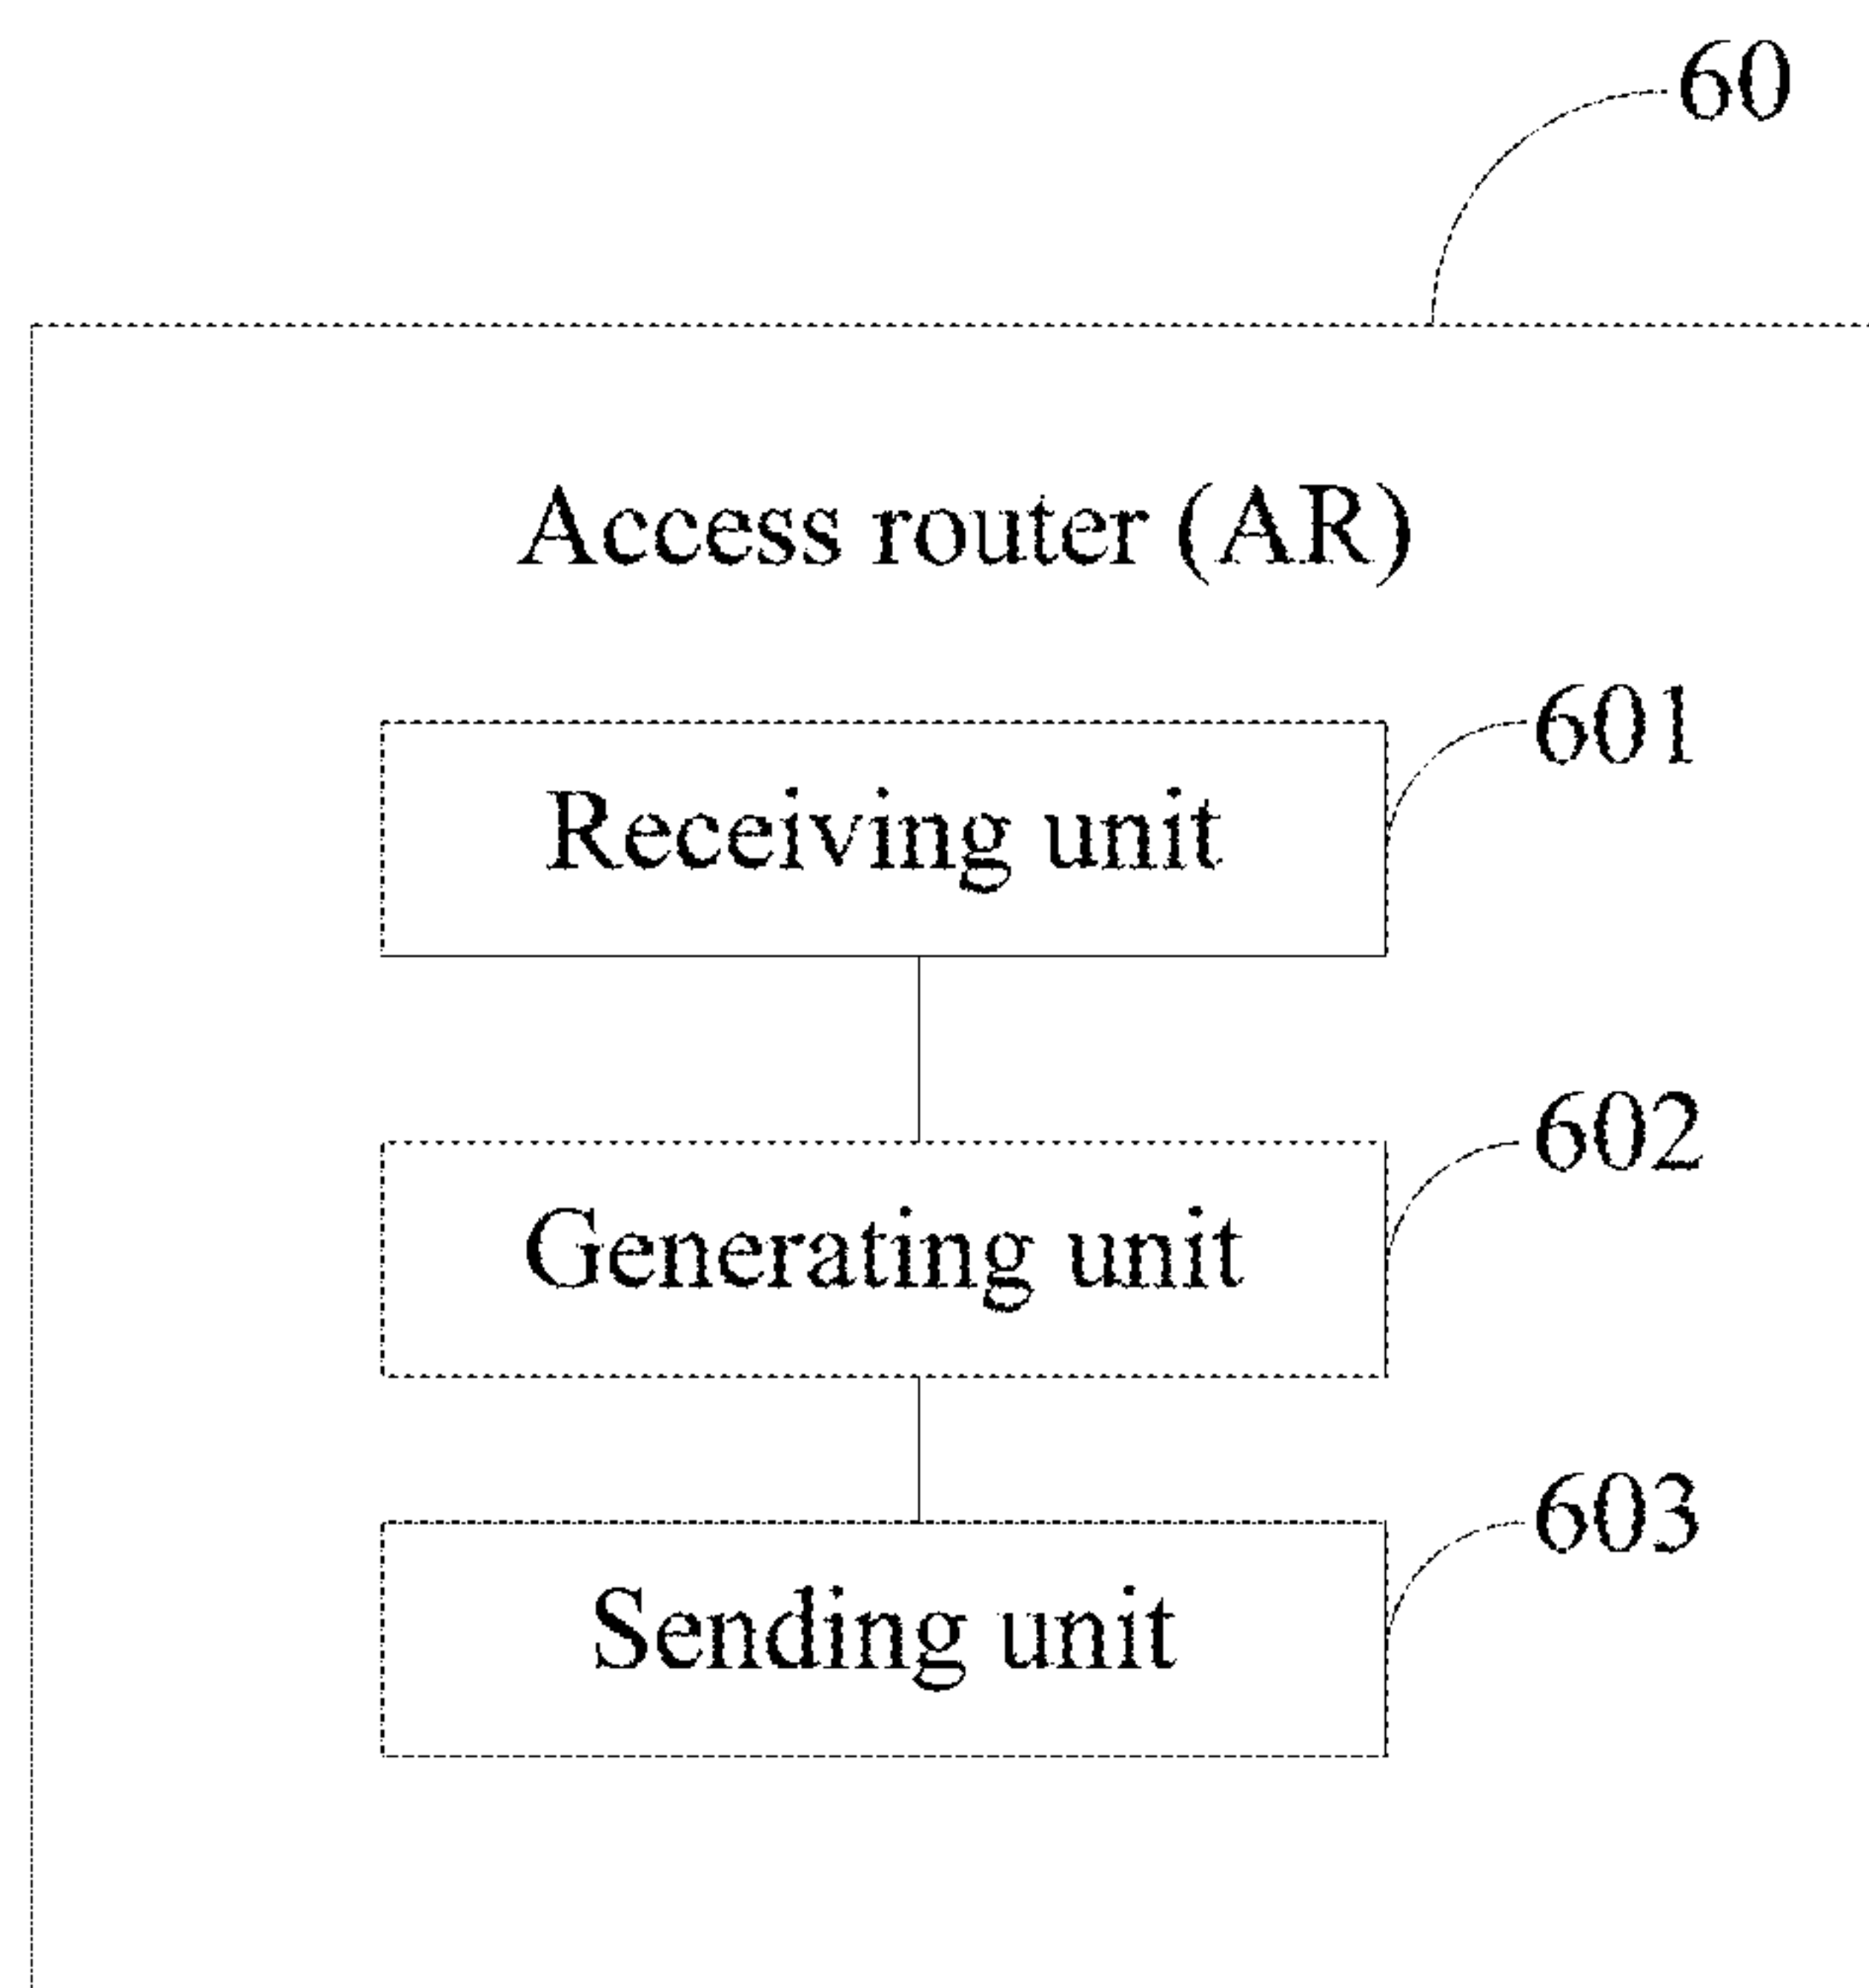 60
Access router (AR)
601
Receiving unit
602
Generating unit
603
Sending unit